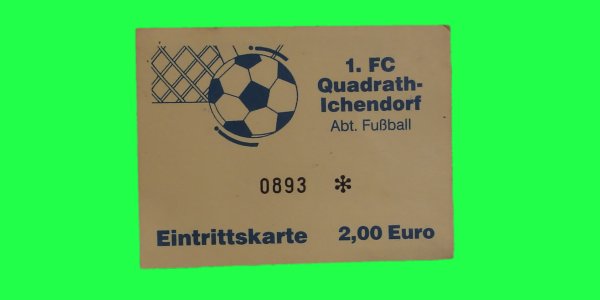 1. FC
Quadrath-
Ichendorf
Abt. Fußball
0893 *
Eintrittskarte 2,00 Euro